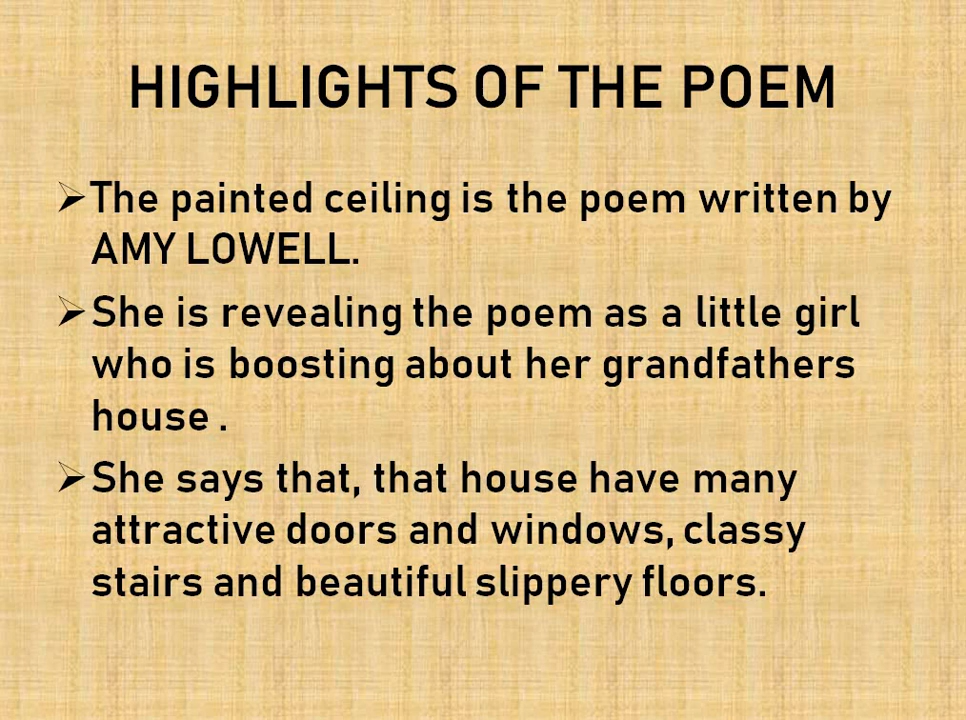 HIGHLIGHTS OF THE POEM
➢The painted ceiling is the poem written by
AMY LOWELL.
➢She is revealing the poem as a little girl
who is boosting about her grandfathers
house .
➢She says that, that house have many
attractive doors and windows, classy
stairs and beautiful slippery floors.